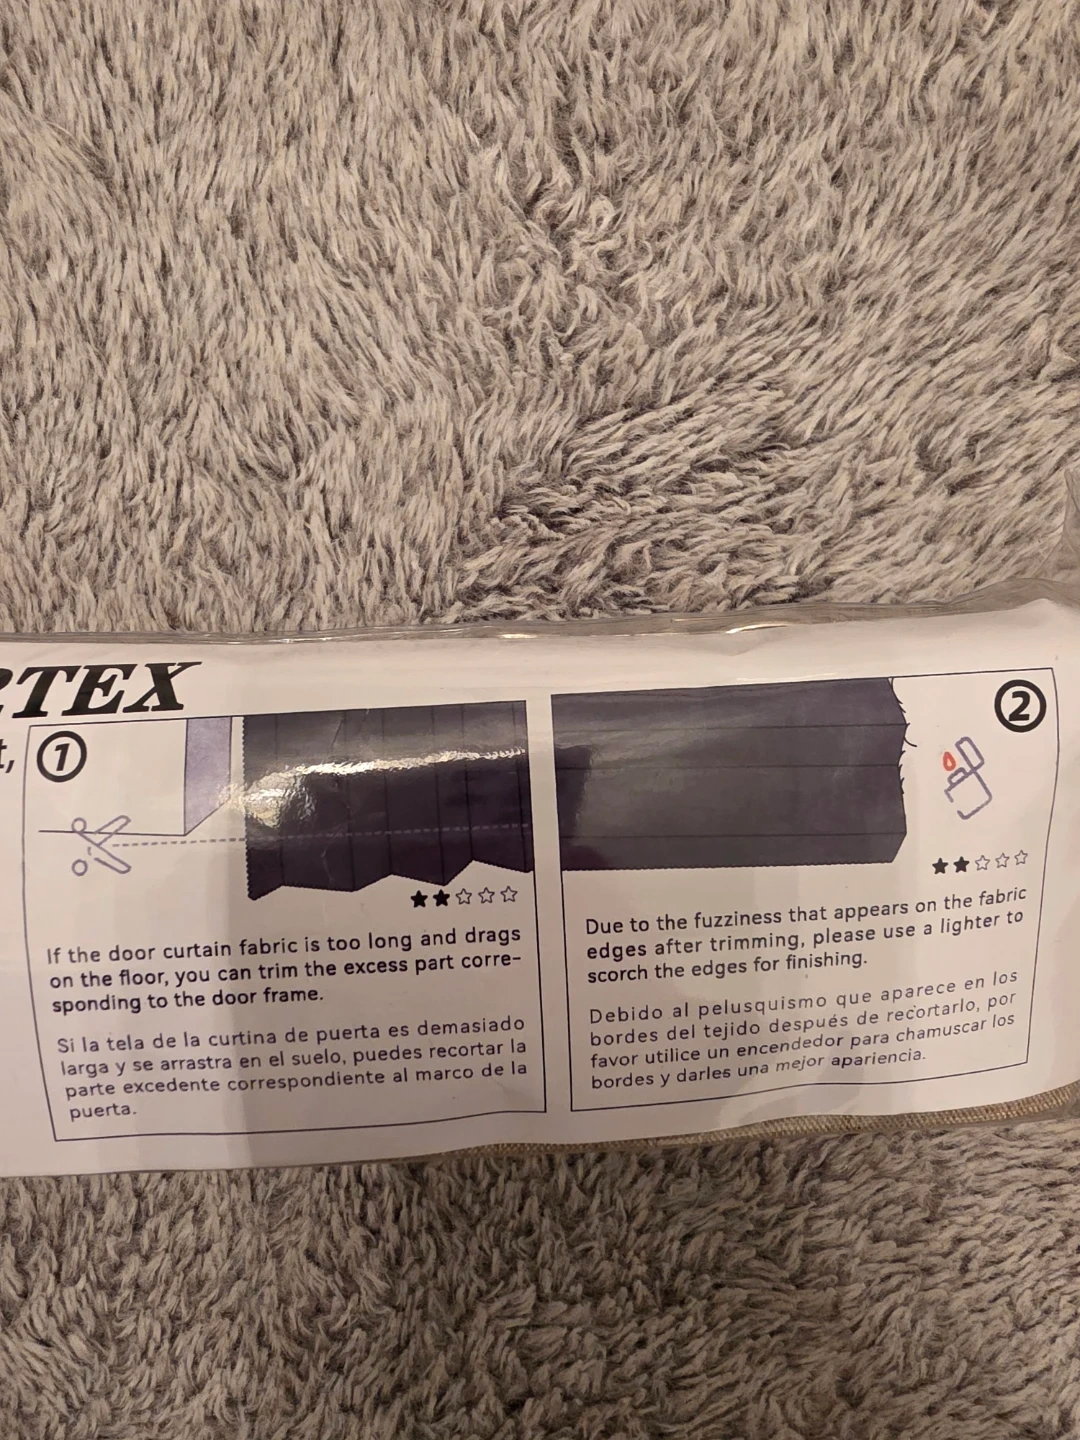 TEX
t,
1
If the door curtain fabric is too long and drags
on the floor, you can trim the excess part corre-
sponding to the door frame.
Si la tela de la curtina de puerta es demasiado
larga y se arrastra en el suelo, puedes recortar la
parte excedente correspondiente al marco de la
puerta.
2
Due to the fuzziness that appears on the fabric
edges after trimming, please use a lighter to
scorch the edges for finishing.
Debido al pelusquismo que aparece en los
bordes del tejido después de recortarlo, por
favor utilice un encendedor para chamuscar los
bordes y darles una mejor apariencia.